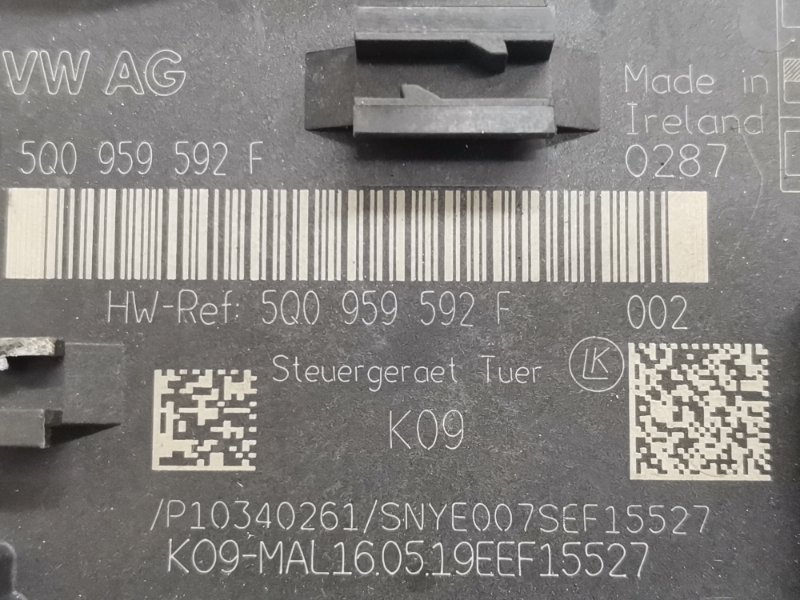 VW AG
Made in
Ireland
5Q0 959 592 F
0287
HW-Ref: 5Q0 959 592 F 002
Steuergeraet Tuer LK
K09
/P10340261/SNYE007SEF15527
K09-MAL16.05.19EEF15527